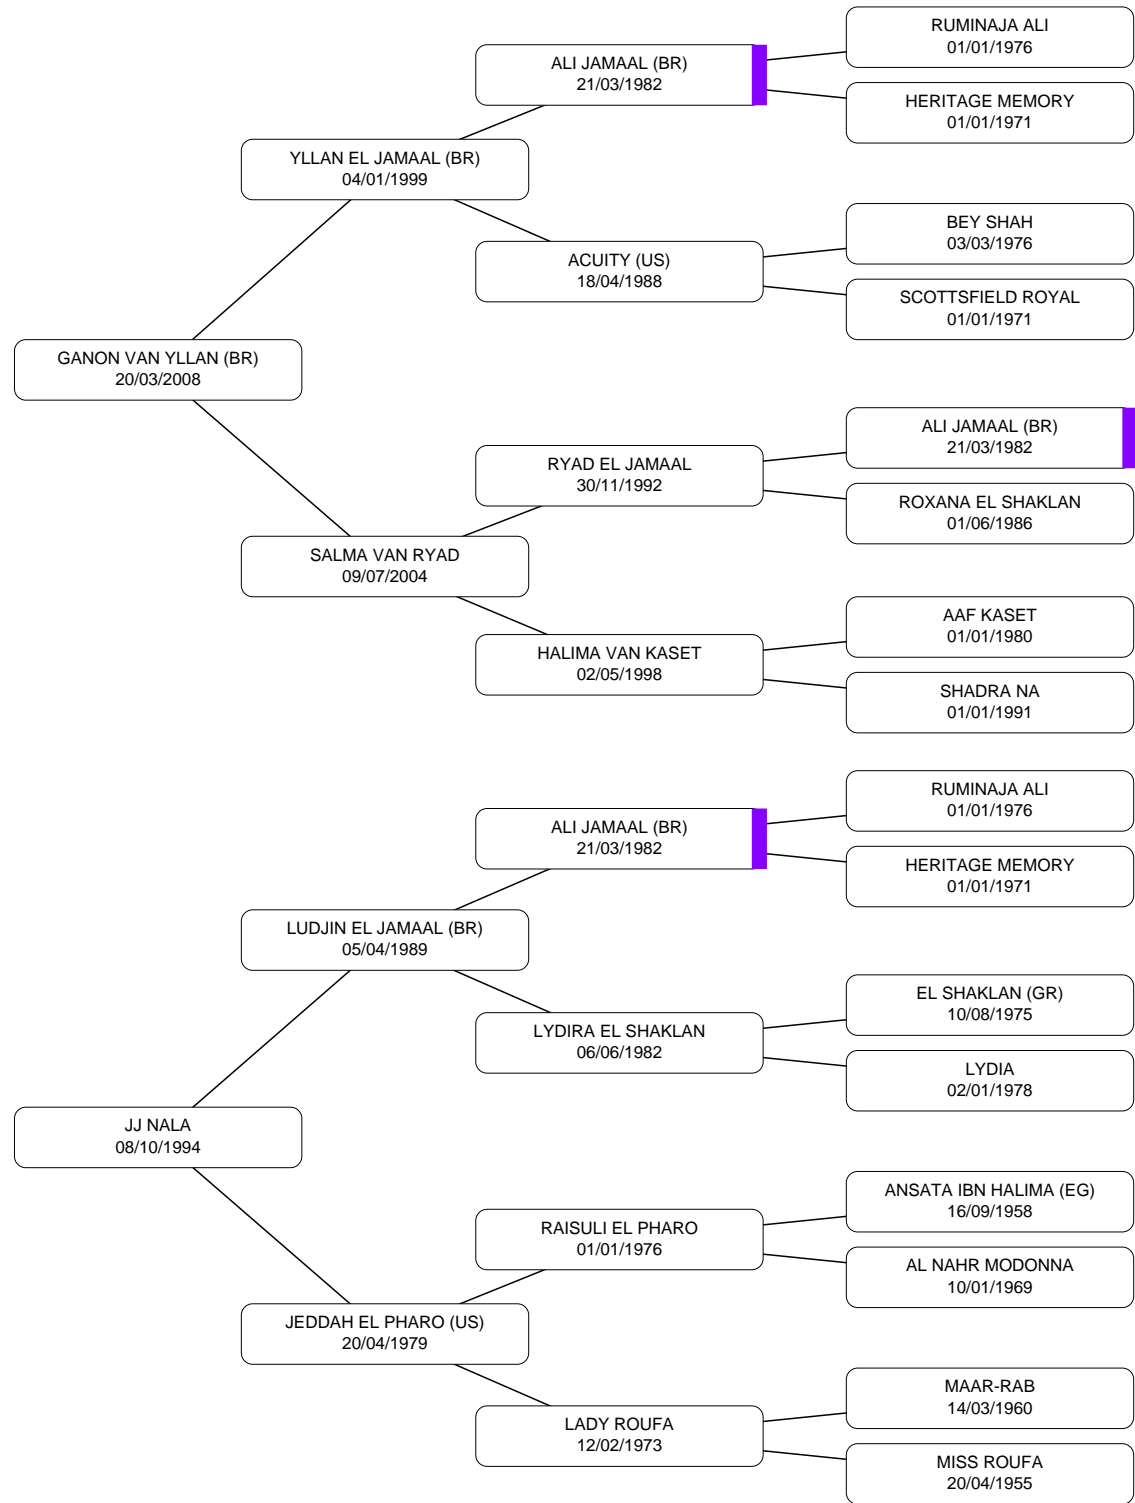 RUMINAJA ALI
01/01/1976
ALI JAMAAL (BR)
21/03/1982
HERITAGE MEMORY
01/01/1971
YLLAN EL JAMAAL (BR)
04/01/1999
BEY SHAH
03/03/1976
ACUITY (US)
18/04/1988
SCOTTSFIELD ROYAL
01/01/1971
GANON VAN YLLAN (BR)
20/03/2008
ALI JAMAAL (BR)
21/03/1982
RYAD EL JAMAAL
30/11/1992
ROXANA EL SHAKLAN
01/06/1986
SALMA VAN RYAD
09/07/2004
AAF KASET
01/01/1980
HALIMA VAN KASET
02/05/1998
SHADRA NA
01/01/1991
RUMINAJA ALI
01/01/1976
ALI JAMAAL (BR)
21/03/1982
HERITAGE MEMORY
01/01/1971
LUDJIN EL JAMAAL (BR)
05/04/1989
EL SHAKLAN (GR)
10/08/1975
LYDIRA EL SHAKLAN
06/06/1982
LYDIA
02/01/1978
JJ NALA
08/10/1994
ANSATA IBN HALIMA (EG)
16/09/1958
RAISULI EL PHARO
01/01/1976
AL NAHR MODONNA
10/01/1969
JEDDAH EL PHARO (US)
20/04/1979
MAAR-RAB
14/03/1960
LADY ROUFA
12/02/1973
MISS ROUFA
20/04/1955